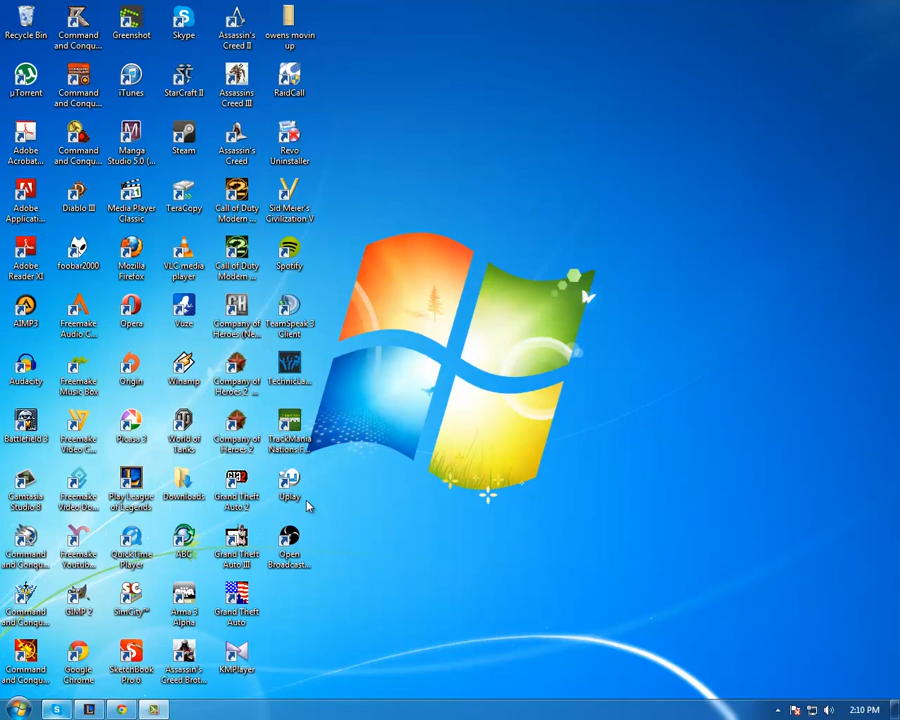 Recycle Bin
Command
and Conqu...
Greenshot
Skype
Assassin's
Creed II
owens movin
up
µTorrent
Command
and Conqu...
iTunes
StarCraft II
Assassins
Creed III
RaidCall
Adobe
Acrobat...
Command
and Conqu...
Manga
Studio 5.0 (...
Steam
Assassin's
Creed
Revo
Uninstaller
Adobe
Applicati...
Diablo III
Media Player
Classic
TeraCopy
Call of Duty
Modern ...
Sid Meier's
Civilization V
Adobe
Reader XI
foobar2000
Mozilla
Firefox
VLC media
player
Call of Duty
Modern ...
Spotify
AIMP3
Freemake
Audio C...
Opera
Vuze
Company of
Heroes (Ne...
TeamSpeak 3
Client
Audacity
Freemake
Music Box
Origin
Winamp
Company of
Heroes 2 ...
TechnicLa...
Battlefield 3
Freemake
Video C...
Picasa 3
World of
Tanks
Company of
Heroes 2
TrackMania
Nations F...
Camtasia
Studio 8
Freemake
Video Do...
Play League
of Legends
Downloads
Grand Theft
Auto 2
Uplay
Command
and Conqu...
Freemake
Youtub...
QuickTime
Player
ABC
Grand Theft
Auto III
Open
Broadcast...
Command
and Conqu...
GIMP 2
SimCity™
Arma 3
Alpha
Grand Theft
Auto
Command
and Conqu...
Google
Chrome
SketchBook
Pro 6
Assassin's
Creed Brot...
KMPlayer
2:10 PM